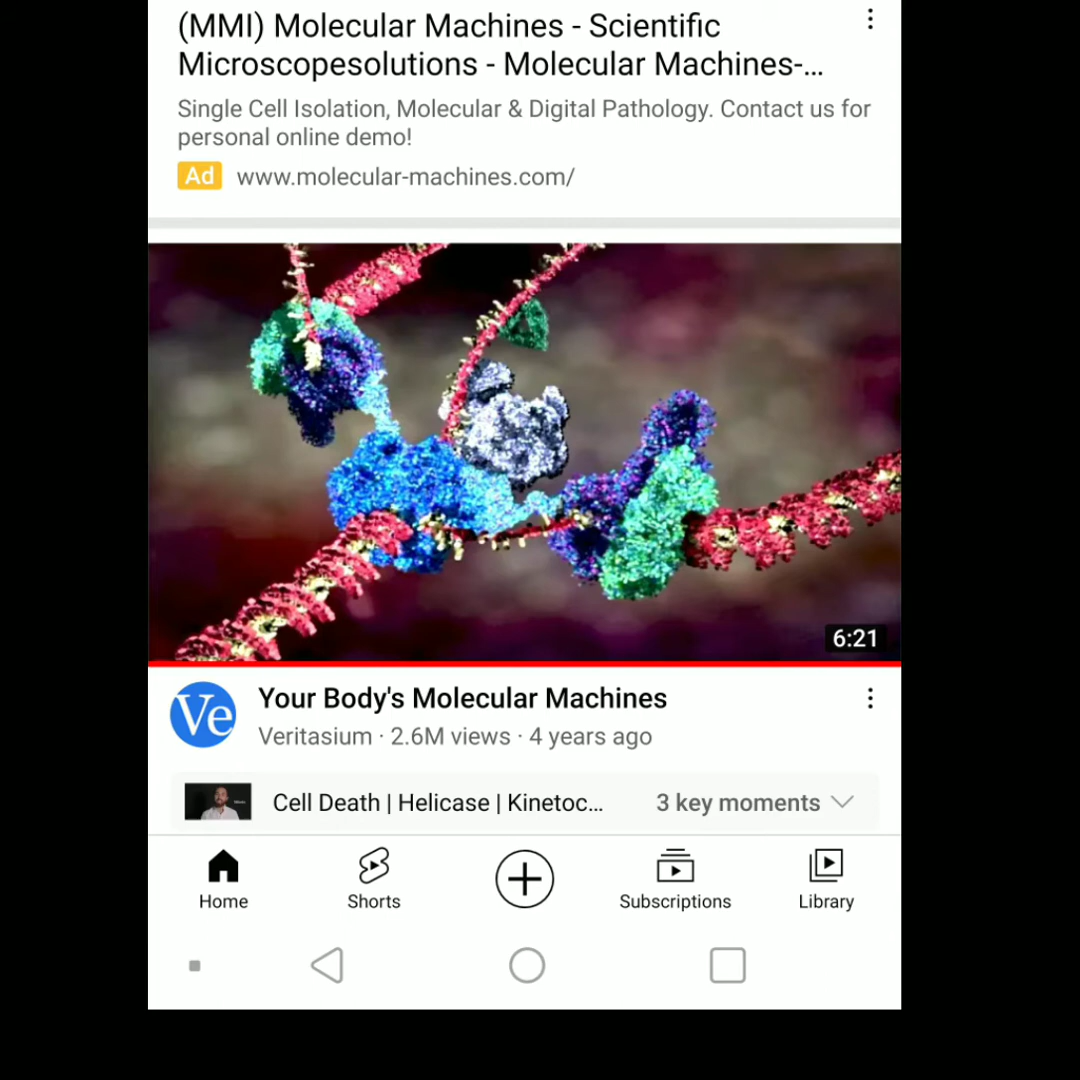 (MMI) Molecular Machines - Scientific
Microscopesolutions - Molecular Machines-...
Single Cell Isolation, Molecular & Digital Pathology. Contact us for
personal online demo!
Ad www.molecular-machines.com/
6:21
Ve
Your Body's Molecular Machines
Veritasium · 2.6M views · 4 years ago
Cell Death | Helicase | Kinetoc... 3 key moments
Home Shorts Subscriptions Library